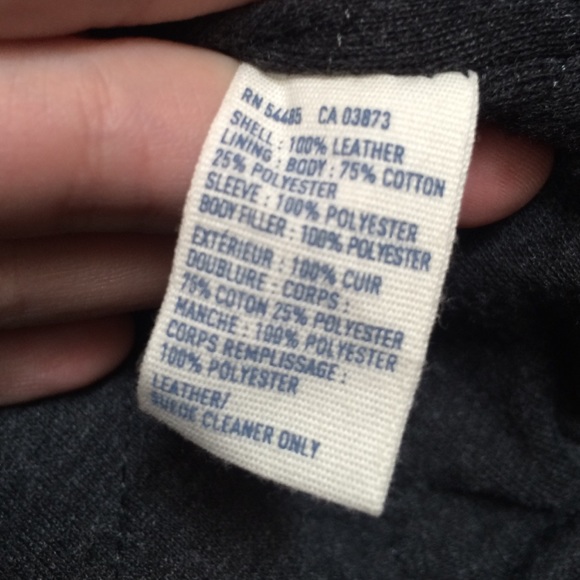 RN 54485 CA 03873
SHELL : 100% LEATHER
LINING : BODY : 75% COTTON
25% POLYESTER
SLEEVE : 100% POLYESTER
BODY FILLER : 100% POLYESTER
EXTÉRIEUR : 100% CUIR
DOUBLURE : CORPS :
75% COTON 25% POLYESTER
MANCHE : 100% POLYESTER
CORPS REMPLISSAGE :
100% POLYESTER
LEATHER/
SUEDE CLEANER ONLY